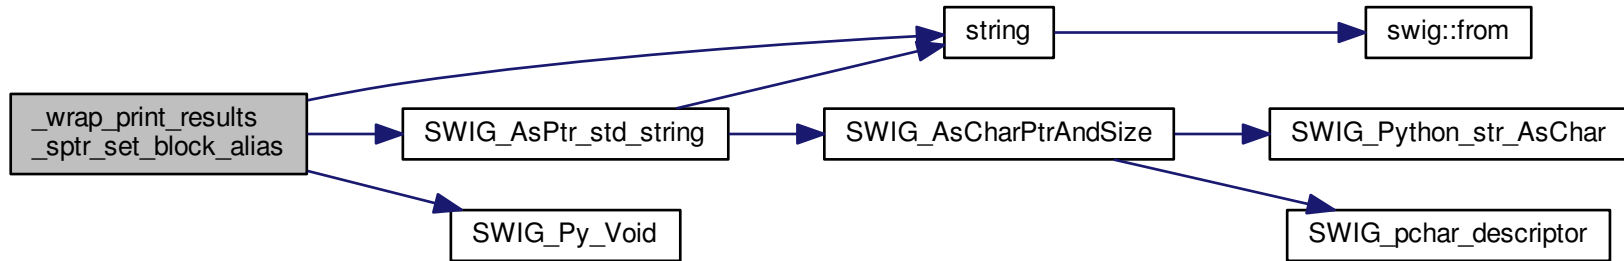 string
swig::from
_wrap_print_results
_sptr_set_block_alias
SWIG_AsPtr_std_string
SWIG_AsCharPtrAndSize
SWIG_Python_str_AsChar
SWIG_Py_Void
SWIG_pchar_descriptor